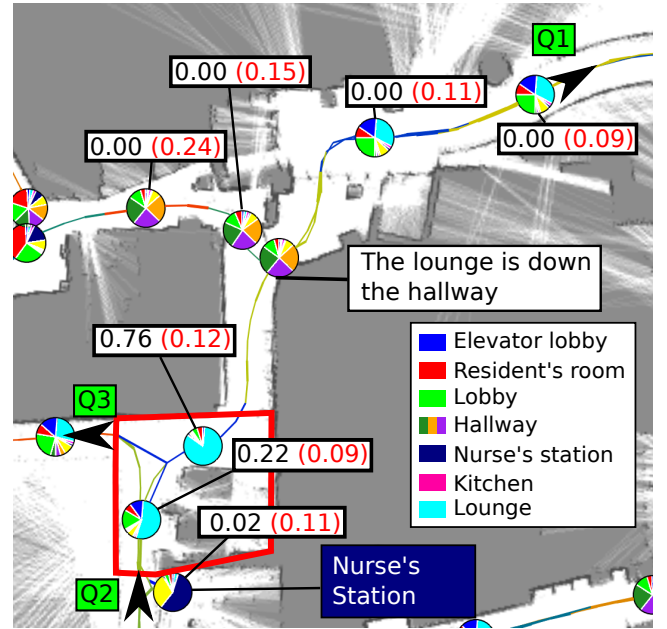 Q1
0.00 (0.15)
0.00 (0.11)
0.00 (0.09)
0.00 (0.24)
The lounge is down
the hallway
0.76 (0.12)
Elevator lobby
Resident's room
Lobby
Hallway
Nurse's station
Kitchen
Lounge
Q3
0.22 (0.09)
0.02 (0.11)
Nurse's
Station
Q2